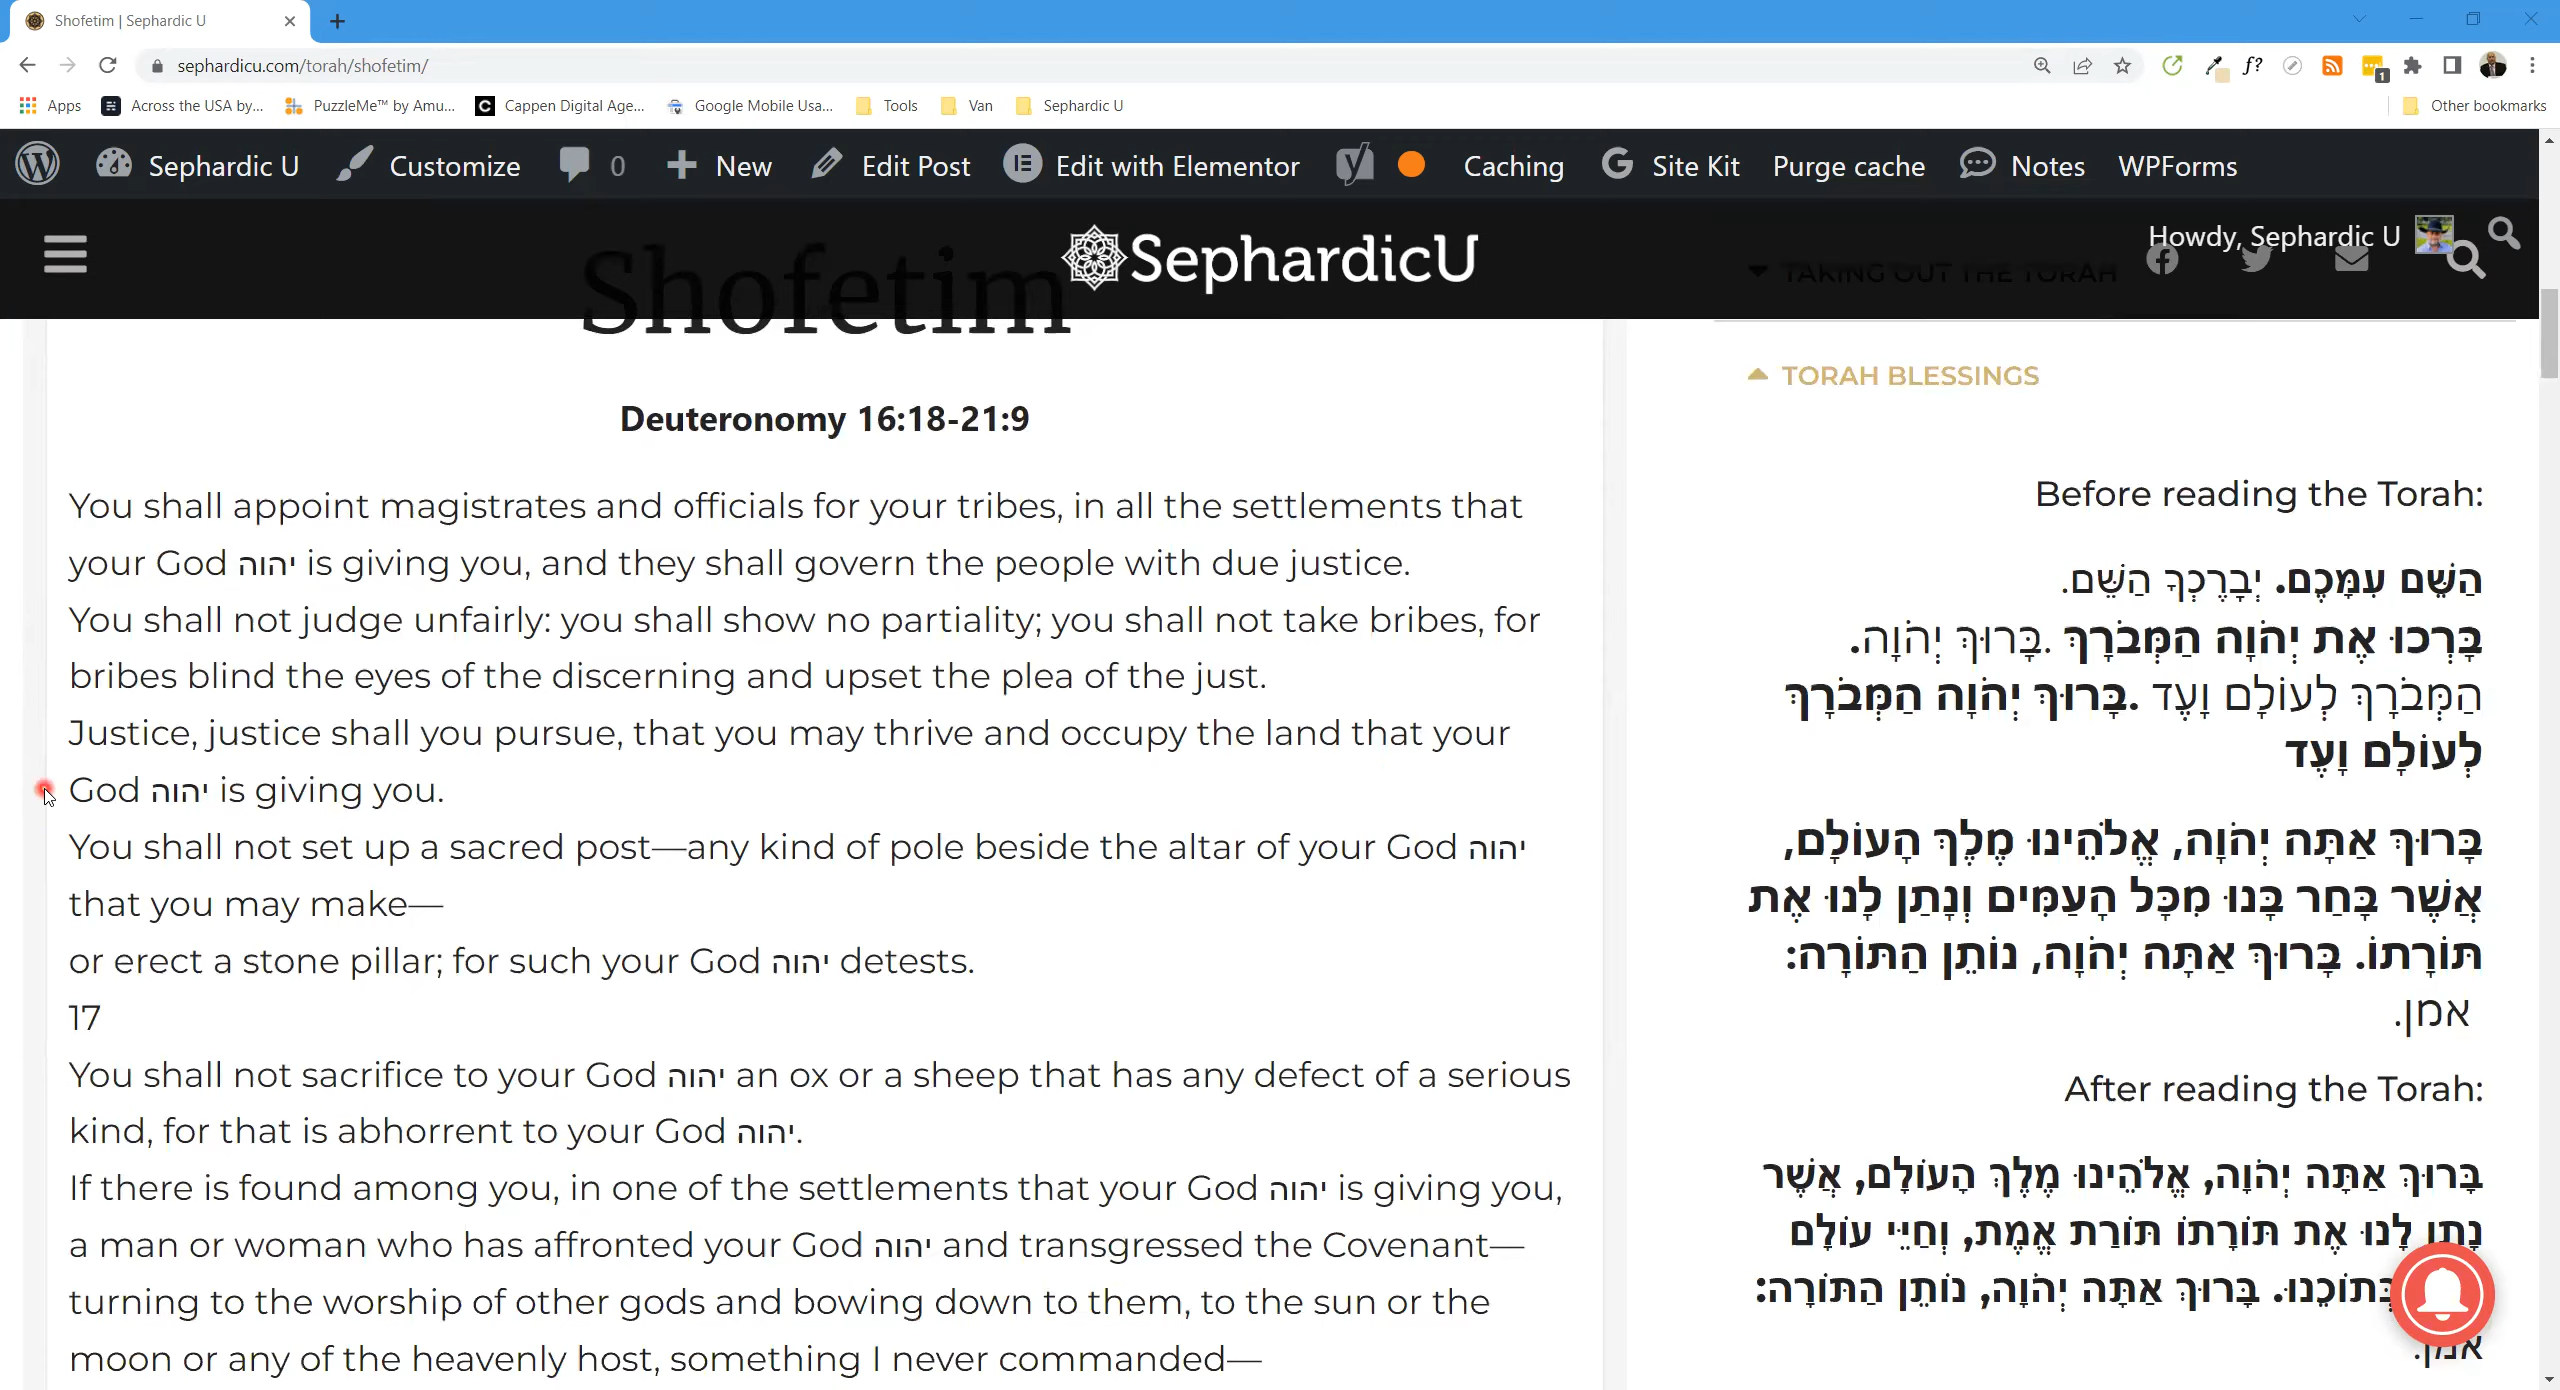 Shofetim | Sephardic U
sephardicu.com/torah/shofetim/
Apps Across the USA by... PuzzleMe™ by Amu... Cappen Digital Age... Google Mobile Usa... Tools Van Sephardic U Other bookmarks
Sephardic U Customize 0 New Edit Post Edit with Elementor Caching Site Kit Purge cache Notes WPForms
Howdy, Sephardic U
SephardicU
Shofetim
Deuteronomy 16:18-21:9
You shall appoint magistrates and officials for your tribes, in all the settlements that
your God יהוה is giving you, and they shall govern the people with due justice.
You shall not judge unfairly: you shall show no partiality; you shall not take bribes, for
bribes blind the eyes of the discerning and upset the plea of the just.
Justice, justice shall you pursue, that you may thrive and occupy the land that your
God יהוה is giving you.
You shall not set up a sacred post—any kind of pole beside the altar of your God יהוה
that you may make—
or erect a stone pillar; for such your God יהוה detests.
17
You shall not sacrifice to your God יהוה an ox or a sheep that has any defect of a serious
kind, for that is abhorrent to your God יהוה.
If there is found among you, in one of the settlements that your God יהוה is giving you,
a man or woman who has affronted your God יהוה and transgressed the Covenant—
turning to the worship of other gods and bowing down to them, to the sun or the
moon or any of the heavenly host, something I never commanded—
TAKING OUT THE TORAH
TORAH BLESSINGS
Before reading the Torah:
הַשֵּׁם עִמָּכֶם. יְבָרֶכְךָ הַשֵּׁם.
בָּרְכוּ אֶת יְהֹוָה הַמְּבֹרָךְ. בָּרוּךְ יְהֹוָה.
הַמְּבֹרָךְ לְעוֹלָם וָעֶד. בָּרוּךְ יְהֹוָה הַמְּבֹרָךְ
לְעוֹלָם וָעֶד
בָּרוּךְ אַתָּה יְהֹוָה, אֱלֹהֵינוּ מֶלֶךְ הָעוֹלָם,
אֲשֶׁר בָּחַר בָּנוּ מִכָּל הָעַמִּים וְנָתַן לָנוּ אֶת
תּוֹרָתוֹ. בָּרוּךְ אַתָּה יְהֹוָה, נוֹתֵן הַתּוֹרָה:
אמן.
After reading the Torah:
בָּרוּךְ אַתָּה יְהֹוָה, אֱלֹהֵינוּ מֶלֶךְ הָעוֹלָם, אֲשֶׁר
נָתַן לָנוּ אֶת תּוֹרָתוֹ תּוֹרַת אֱמֶת, וְחַיֵּי עוֹלָם
בְּתוֹכֵנוּ. בָּרוּךְ אַתָּה יְהֹוָה, נוֹתֵן הַתּוֹרָה:
אמן.